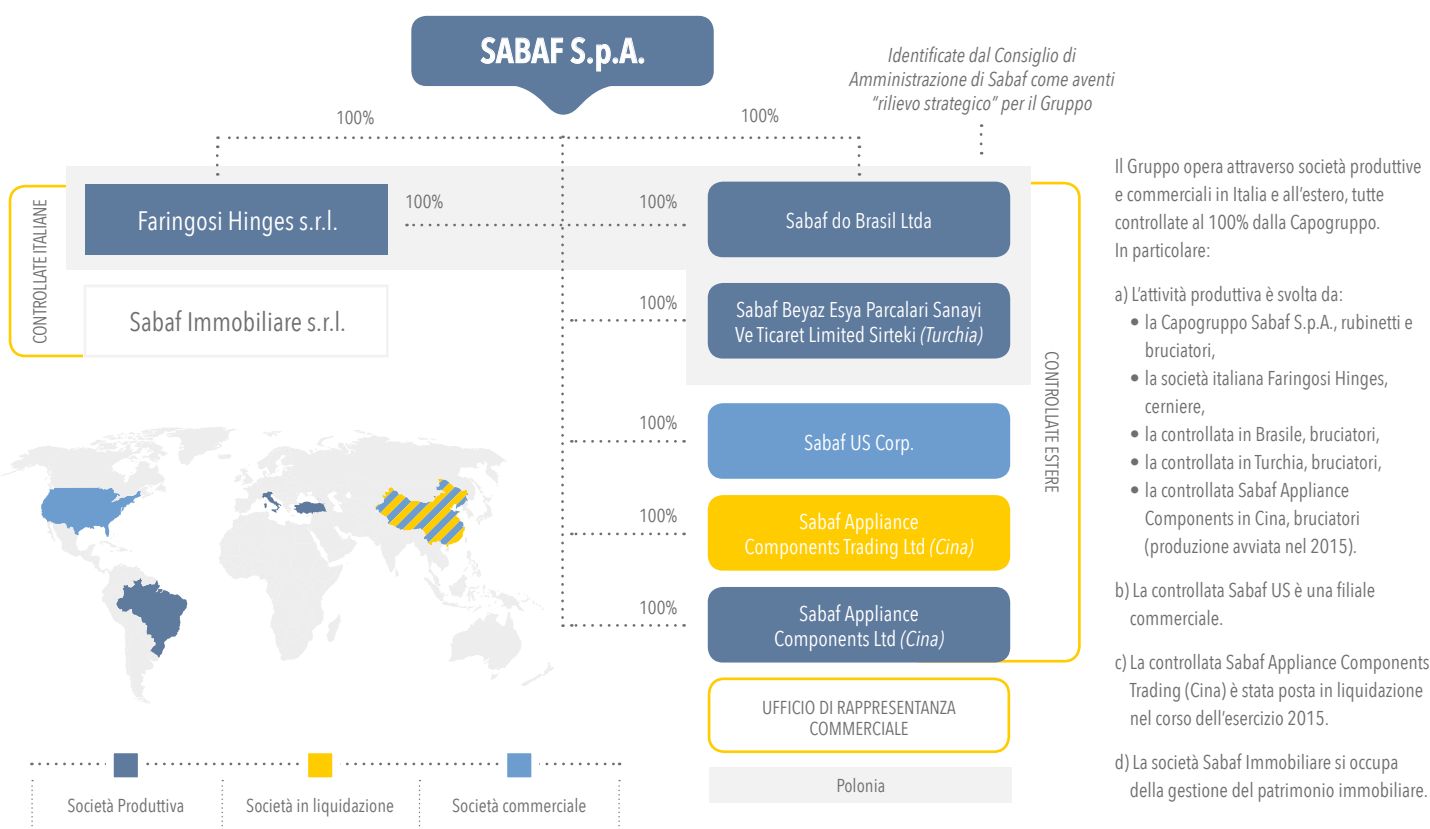 SABAF S.p.A.
Identificate dal Consiglio di
Amministrazione di Sabaf come aventi
"rilievo strategico" per il Gruppo
100%
100%
CONTROLLATE ITALIANE
Faringosi Hinges s.r.l.
100%
100%
Sabaf do Brasil Ltda
Sabaf Immobiliare s.r.l.
100%
Sabaf Beyaz Esya Parcalari Sanayi
Ve Ticaret Limited Sirteki (Turchia)
100%
Sabaf US Corp.
100%
Sabaf Appliance
Components Trading Ltd (Cina)
100%
Sabaf Appliance
Components Ltd (Cina)
CONTROLLATE ESTERE
UFFICIO DI RAPPRESENTANZA
COMMERCIALE
Polonia
Società Produttiva
Società in liquidazione
Società commerciale
Il Gruppo opera attraverso società produttive
e commerciali in Italia e all'estero, tutte
controllate al 100% dalla Capogruppo.
In particolare:
a) L'attività produttiva è svolta da:
• la Capogruppo Sabaf S.p.A., rubinetti e
bruciatori,
• la società italiana Faringosi Hinges,
cerniere,
• la controllata in Brasile, bruciatori,
• la controllata in Turchia, bruciatori,
• la controllata Sabaf Appliance
Components in Cina, bruciatori
(produzione avviata nel 2015).
b) La controllata Sabaf US è una filiale
commerciale.
c) La controllata Sabaf Appliance Components
Trading (Cina) è stata posta in liquidazione
nel corso dell'esercizio 2015.
d) La società Sabaf Immobiliare si occupa
della gestione del patrimonio immobiliare.